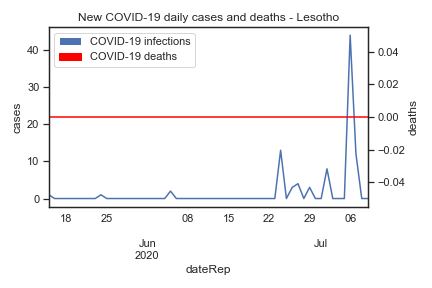 New COVID-19 daily cases and deaths - Lesotho
COVID-19 infections
COVID-19 deaths
cases
40
30
20
10
0
deaths
0.04
0.02
0.00
−0.02
−0.04
18 25 08 15 22 29 06
Jun Jul
2020
dateRep